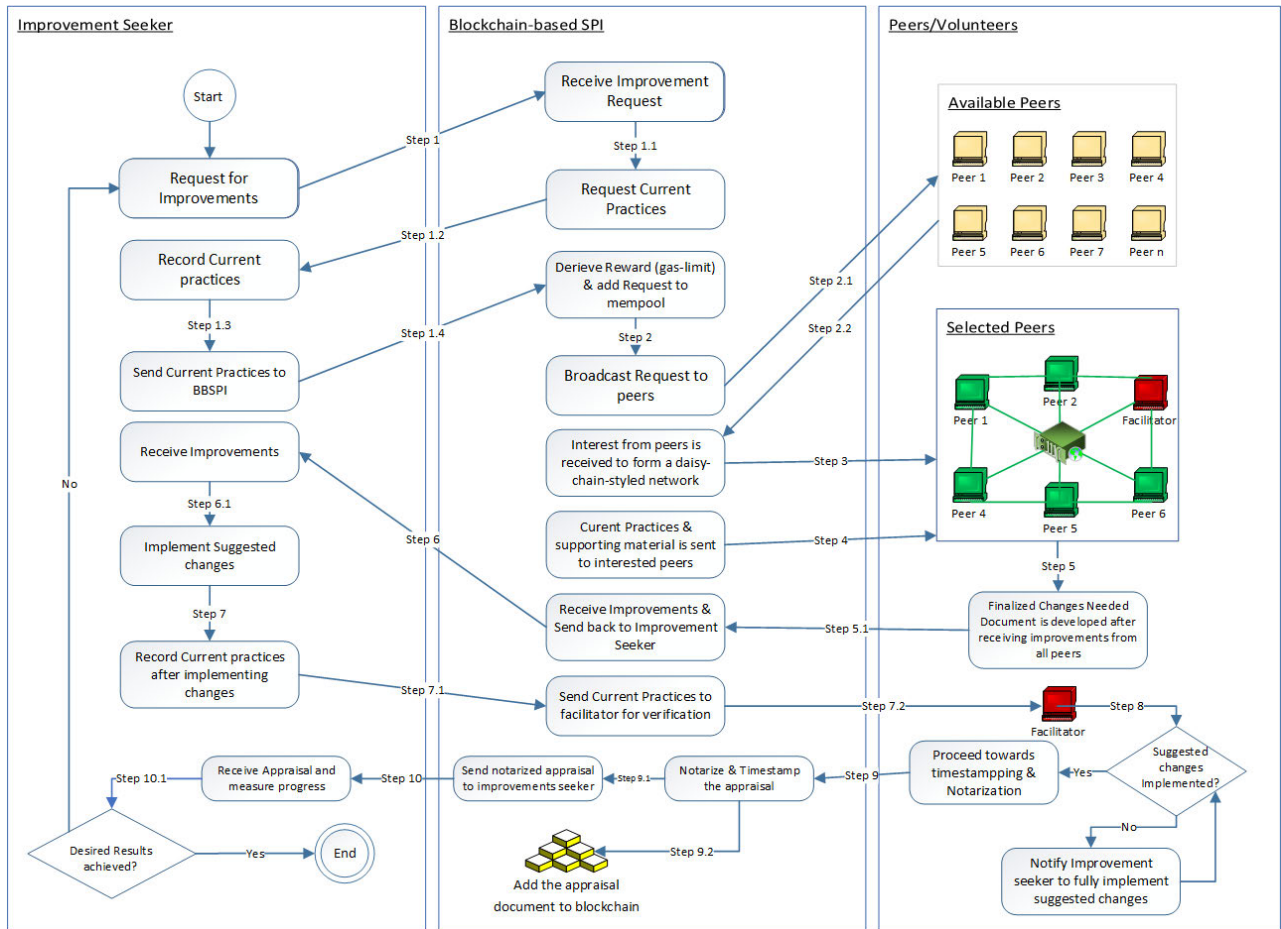 Improvement Seeker
Start
Request for
Improvements
Record Current
practices
Step 1.3
Send Current Practices to
BBSPI
Receive Improvements
No
Step 6.1
Implement Suggested
changes
Step 7
Record Current practices
after implementing
changes
Step 10.1
Receive Appraisal and
measure progress
Desired Results
achieved?
Yes
End
Step 1
Step 1.2
Step 1.4
Step 6
Step 7.1
Step 10
Blockchain-based SPI
Receive Improvement
Request
Step 1.1
Request Current
Practices
Derieve Reward (gas-limit)
& add Request to
mempool
Step 2
Broadcast Request to
peers
Interest from peers is
received to form a daisy-
chain-styled network
Curent Practices &
supporting material is sent
to interested peers
Receive Improvements &
Send back to Improvement
Seeker
Send Current Practices to
facilitator for verification
Send notarized appraisal
to improvements seeker
Step 9.1
Notarize & Timestamp
the appraisal
Step 9.2
Add the appraisal
document to blockchain
Step 2.1
Step 2.2
Step 3
Step 4
Step 5.1
Step 7.2
Step 9
Peers/Volunteers
Available Peers
Peer 1
Peer 2
Peer 3
Peer 4
Peer 5
Peer 6
Peer 7
Peer n
Selected Peers
Peer 2
Peer 1
Facilitator
Peer 4
Peer 5
Peer 6
Step 5
Finalized Changes Needed
Document is developed after
receiving improvements from
all peers
Facilitator
Step 8
Suggested
changes
Implemented?
Yes
Proceed towards
timestampping &
Notarization
No
Notify Improvement
seeker to fully implement
suggested changes